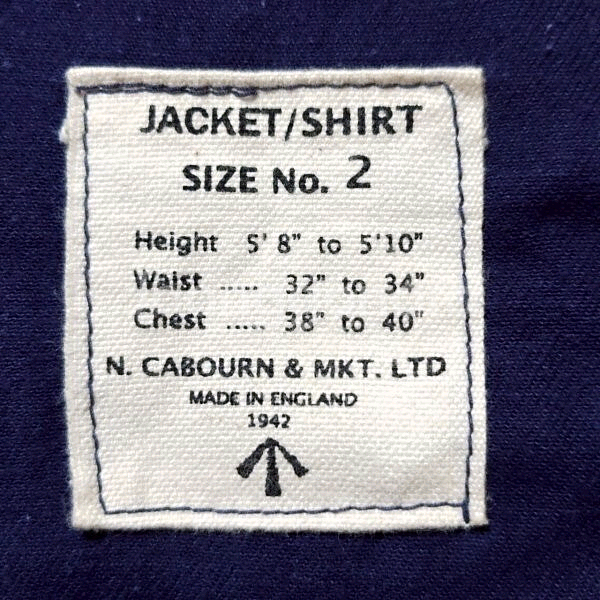 JACKET/SHIRT
SIZE No. 2
Height 5' 8" to 5'10"
Waist ..... 32" to 34"
Chest ..... 38" to 40"
N. CABOURN & MKT. LTD
MADE IN ENGLAND
1942